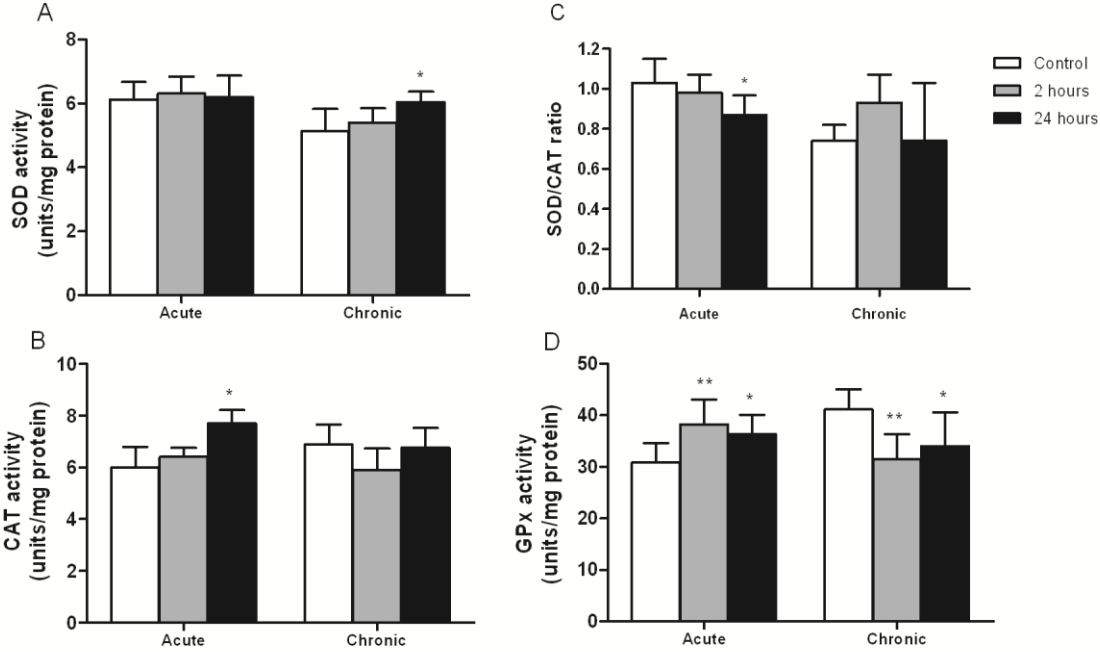 A
SOD activity
(units/mg protein)
8
6
4
2
0
*
Acute
Chronic
C
SOD/CAT ratio
1.2
1.0
0.8
0.6
0.4
0.2
0.0
*
Acute
Chronic
Control
2 hours
24 hours
B
CAT activity
(units/mg protein)
10
8
6
4
2
0
*
Acute
Chronic
D
GPx activity
(units/mg protein)
50
40
30
20
10
0
**
*
**
*
Acute
Chronic